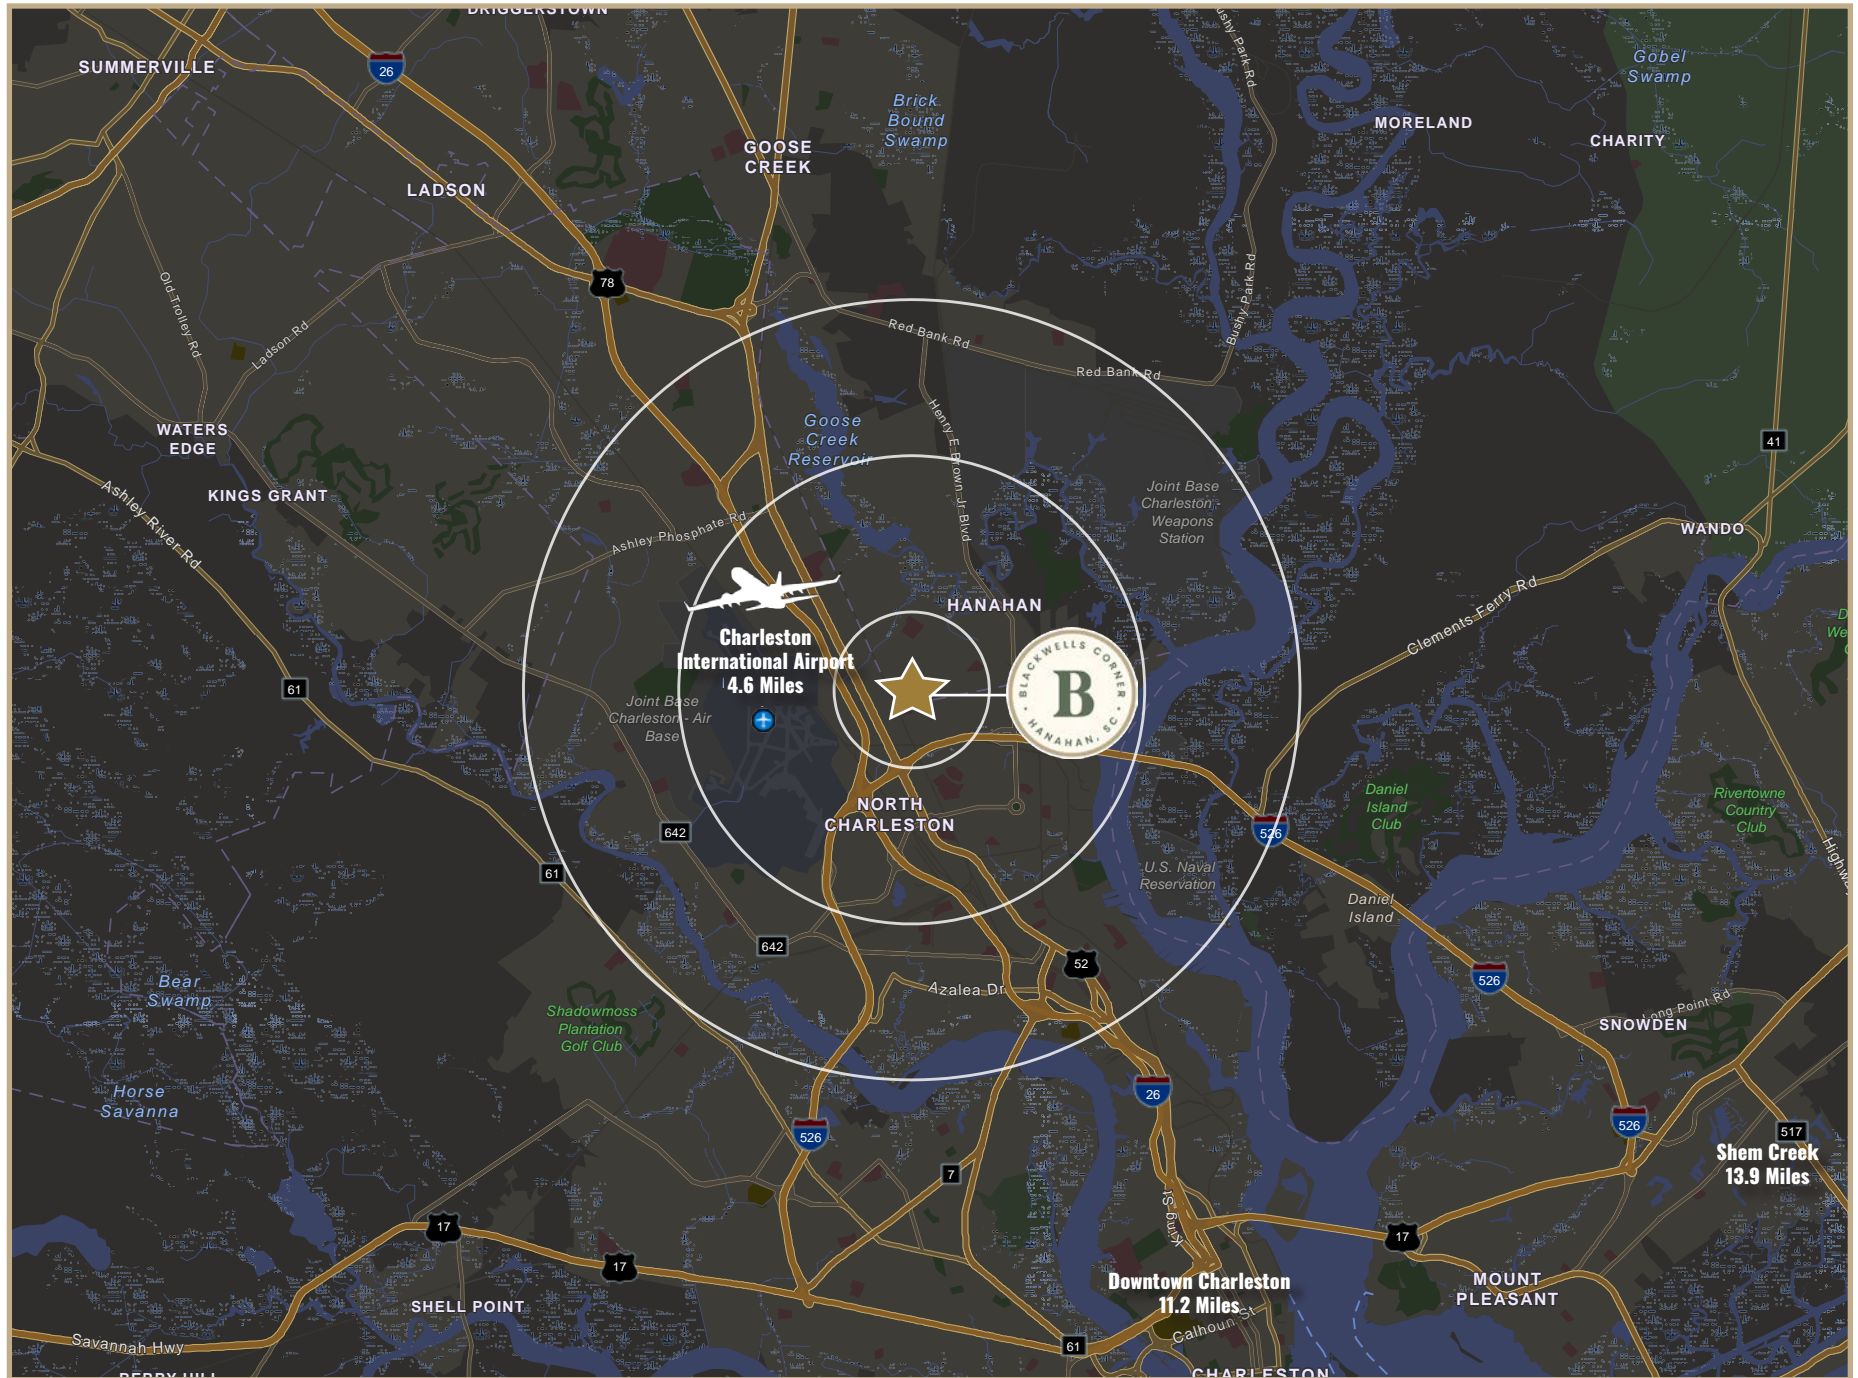 DRIGGERSTOWN
SUMMERVILLE
26
Bushy Park Rd
Gobel
Swamp
Brick
Bound
Swamp
MORELAND
CHARITY
GOOSE
CREEK
LADSON
78
Old Trolley Rd
Ladson Rd
Red Bank Rd
Red Bank Rd
Bushy Park Rd
WATERS
EDGE
Goose
Creek
Reservoir
Henry E Brown Jr Blvd
41
KINGS GRANT
Ashley River Rd
Ashley Phosphate Rd
Joint Base
Charleston -
Weapons
Station
WANDO
HANAHAN
Clements Ferry Rd
Charleston
International Airport
4.6 Miles
BLACKWELLS CORNER
B
HANAHAN, SC
61
Joint Base
Charleston - Air
Base
NORTH
CHARLESTON
642
526
Daniel
Island
Club
Rivertowne
Country
Club
61
U.S. Naval
Reservation
Daniel
Island
642
52
526
Bear
Swamp
Azalea Dr
Shadowmoss
Plantation
Golf Club
Long Point Rd
SNOWDEN
Horse
Savanna
26
526
526
517
Shem Creek
13.9 Miles
7
King St
17
17
17
Downtown Charleston
11.2 Miles
MOUNT
PLEASANT
SHELL POINT
Calhoun St
Savannah Hwy
61
CHARLESTON